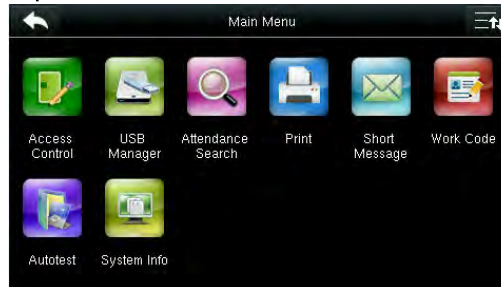 Main Menu
Access Control
USB Manager
Attendance Search
Print
Short Message
Work Code
Autotest
System Info